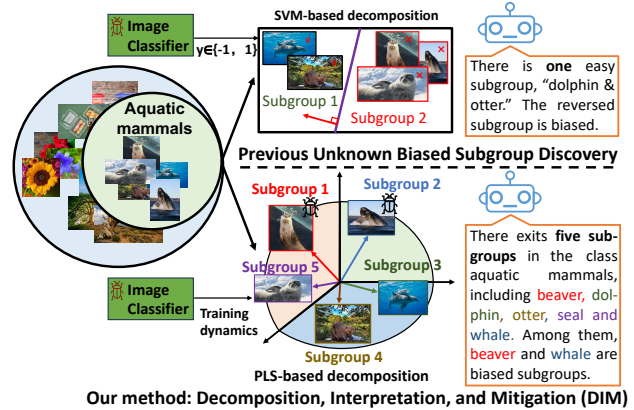 SVM-based decomposition
Image
Classifier
y∈{-1, 1}
Aquatic
mammals
Subgroup 1
Subgroup 2
There is one easy
subgroup, “dolphin &
otter.” The reversed
subgroup is biased.
Previous Unknown Biased Subgroup Discovery
Subgroup 1
Subgroup 2
Subgroup 5
Subgroup 3
Image
Classifier
Training
dynamics
Subgroup 4
PLS-based decomposition
There exits five sub-
groups in the class
aquatic mammals,
including beaver, dol-
phin, otter, seal and
whale. Among them,
beaver and whale are
biased subgroups.
Our method: Decomposition, Interpretation, and Mitigation (DIM)